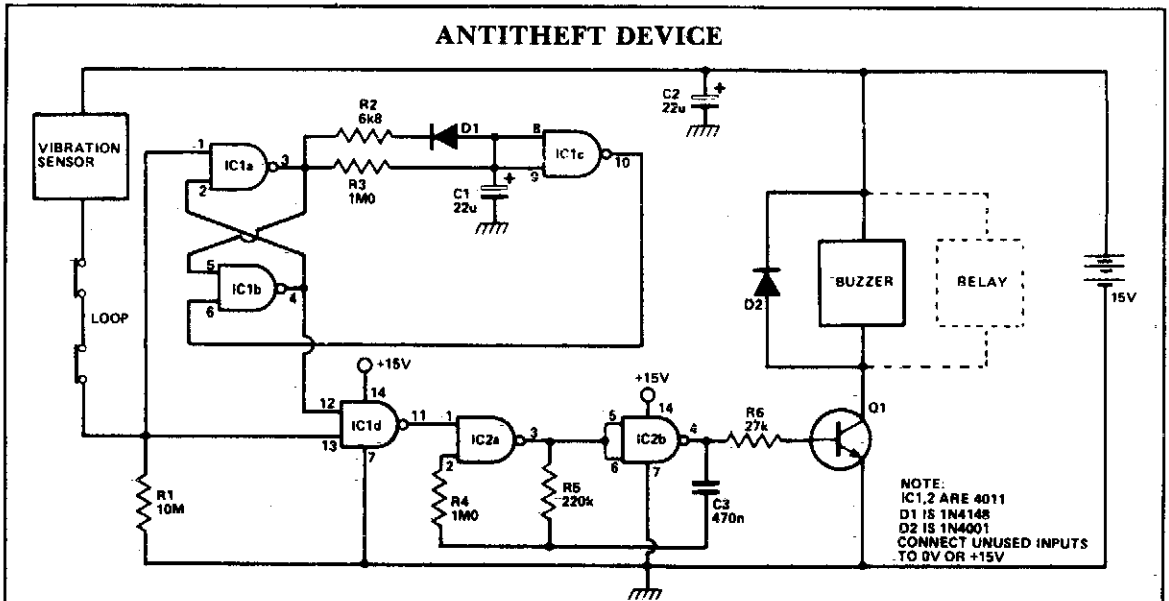 ANTITHEFT DEVICE
VIBRATION
SENSOR
LOOP
R1
10M
1
2
IC1a
3
R2
6k8
D1
R3
1M0
C1
22u
+
8
9
IC1c
10
5
6
IC1b
4
C2
22u
+
D2
BUZZER
RELAY
15V
+15V
14
12
13
IC1d
11
7
1
2
IC2a
3
R4
1M0
R5
220k
+15V
14
5
6
IC2b
4
7
C3
470n
R6
27k
Q1
NOTE:
IC1,2 ARE 4011
D1 IS 1N4148
D2 IS 1N4001
CONNECT UNUSED INPUTS
TO 0V OR +15V